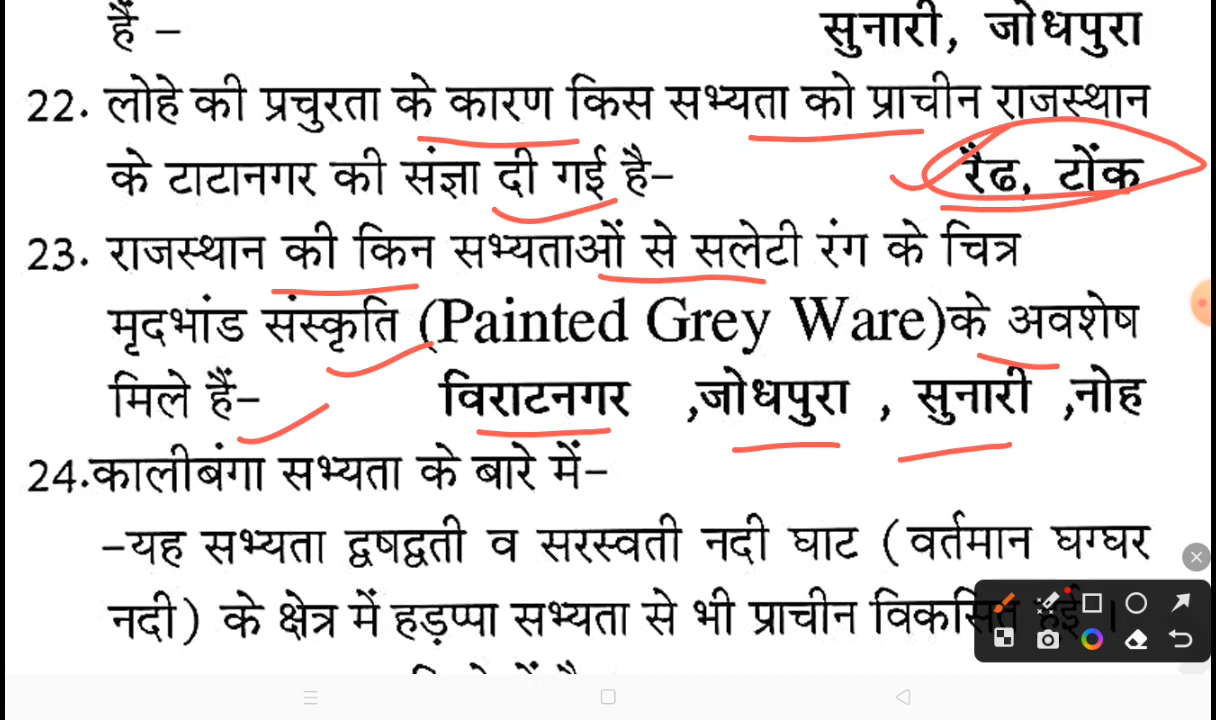 हैं – सुनारी, जोधपुरा
22. लोहे की प्रचुरता के कारण किस सभ्यता को प्राचीन राजस्थान
के टाटानगर की संज्ञा दी गई है– रैढ, टोंक
23. राजस्थान की किन सभ्यताओं से सलेटी रंग के चित्र
मृदभांड संस्कृति (Painted Grey Ware)के अवशेष
मिले हैं– विराटनगर ,जोधपुरा , सुनारी ,नोह
24.कालीबंगा सभ्यता के बारे में–
–यह सभ्यता द्वषद्वती व सरस्वती नदी घाट (वर्तमान घग्घर
नदी) के क्षेत्र में हड़प्पा सभ्यता से भी प्राचीन विकसित हुई ।